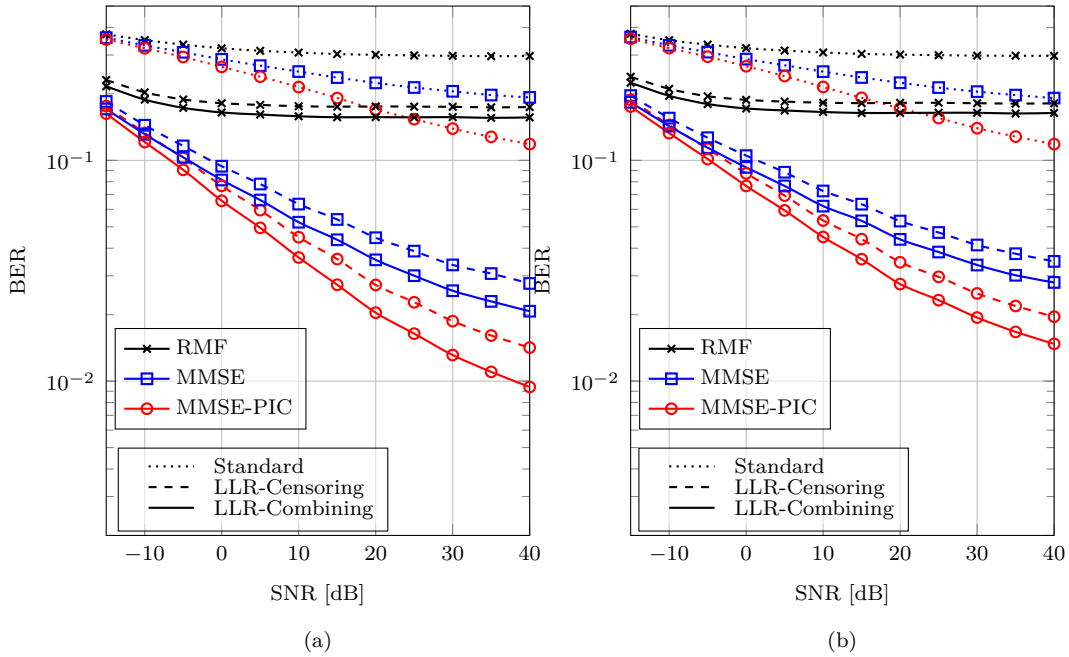 10⁻¹
10⁻²
BER
RMF
MMSE
MMSE-PIC
Standard
LLR-Censoring
LLR-Combining
−10 0 10 20 30 40
SNR [dB]
(a)
10⁻¹
10⁻²
BER
RMF
MMSE
MMSE-PIC
Standard
LLR-Censoring
LLR-Combining
−10 0 10 20 30 40
SNR [dB]
(b)